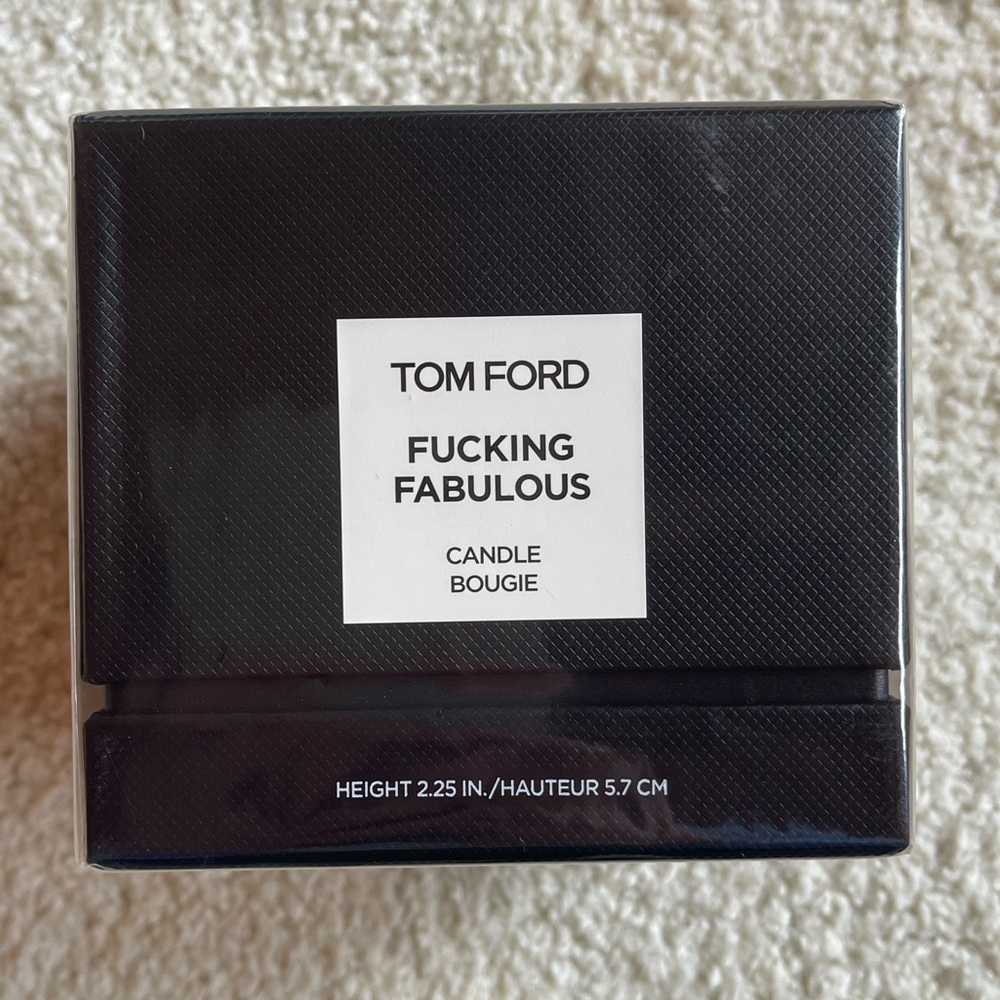 TOM FORD
FUCKING
FABULOUS
CANDLE
BOUGIE
HEIGHT 2.25 IN./HAUTEUR 5.7 CM